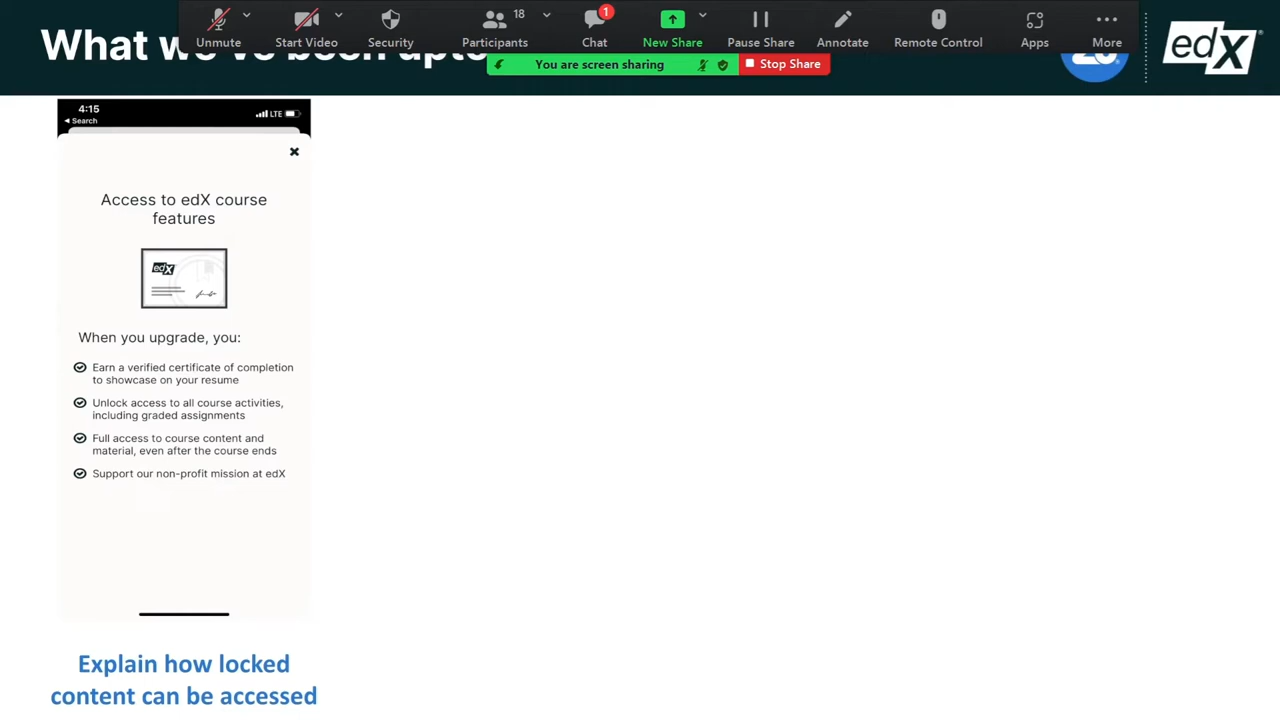 Unmute
Start Video
Security
Participants
18
Chat
1
New Share
Pause Share
Annotate
Remote Control
Apps
More
You are screen sharing
Stop Share
What we've been upto
edX
4:15
LTE
Search
Access to edX course
features
edX
When you upgrade, you:
Earn a verified certificate of completion
to showcase on your resume
Unlock access to all course activities,
including graded assignments
Full access to course content and
material, even after the course ends
Support our non-profit mission at edX
Explain how locked
content can be accessed